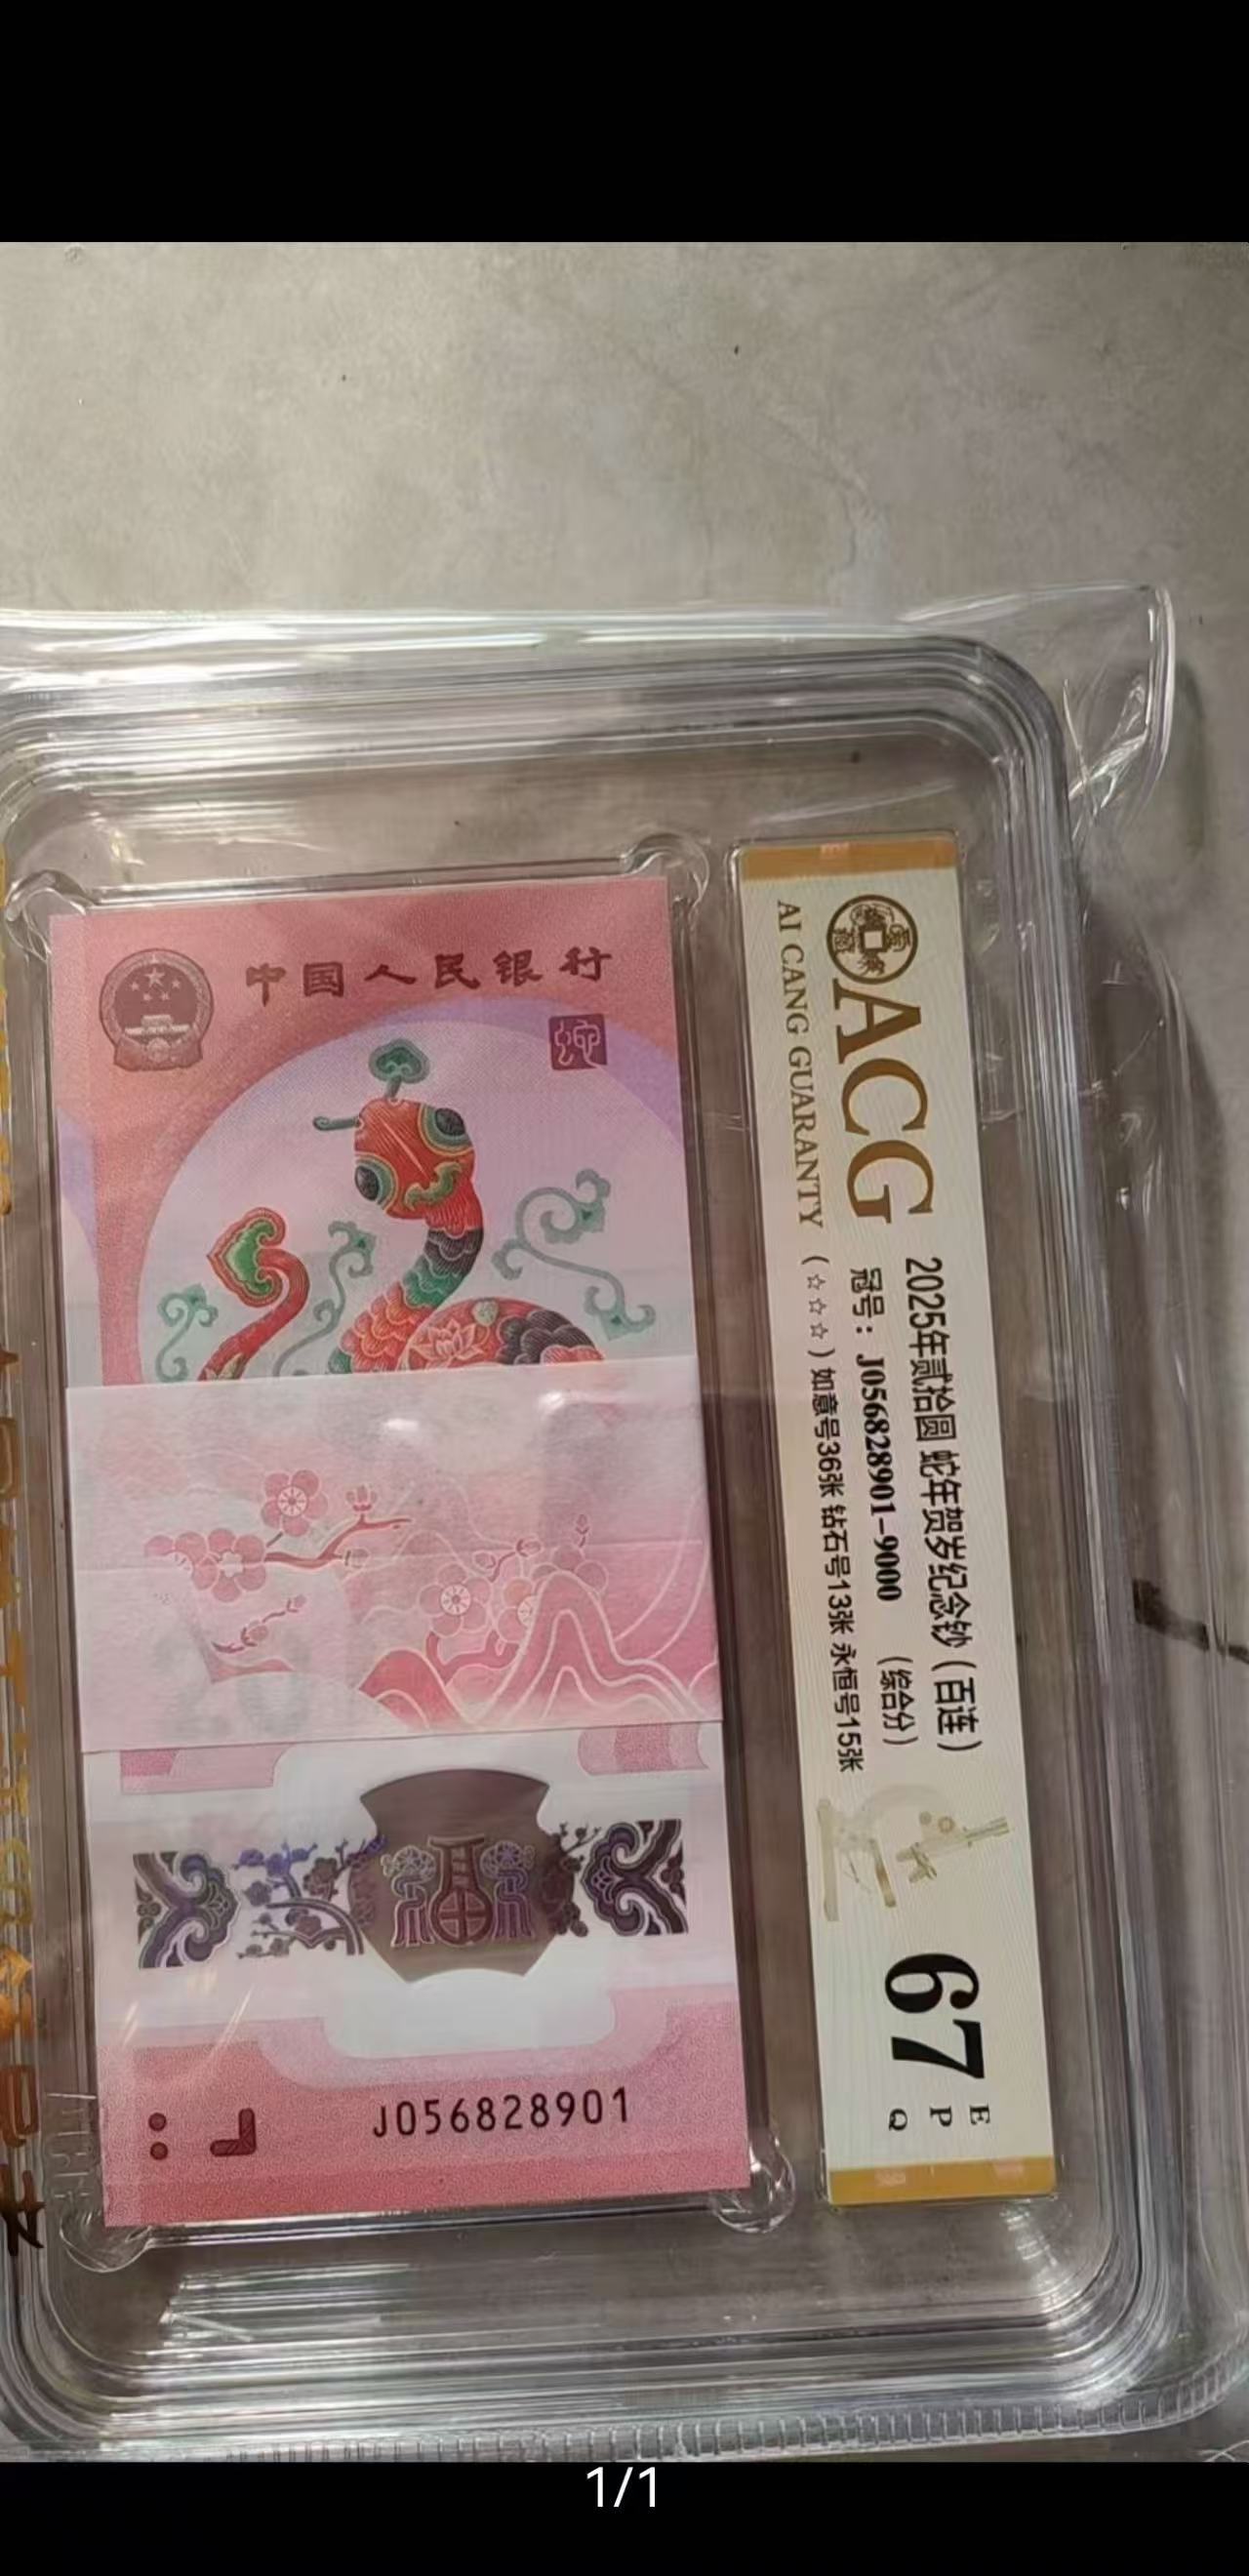 中国人民银行
蛇
J056828901
ACG
AI CANG GUARANTY
2025年贰拾圆 蛇年贺岁纪念钞（百连）
冠号：J056828901-9000 （综合分）
（☆☆☆）如意号36张 钻石号13张 永恒号15张
67
E
P
Q
1/1